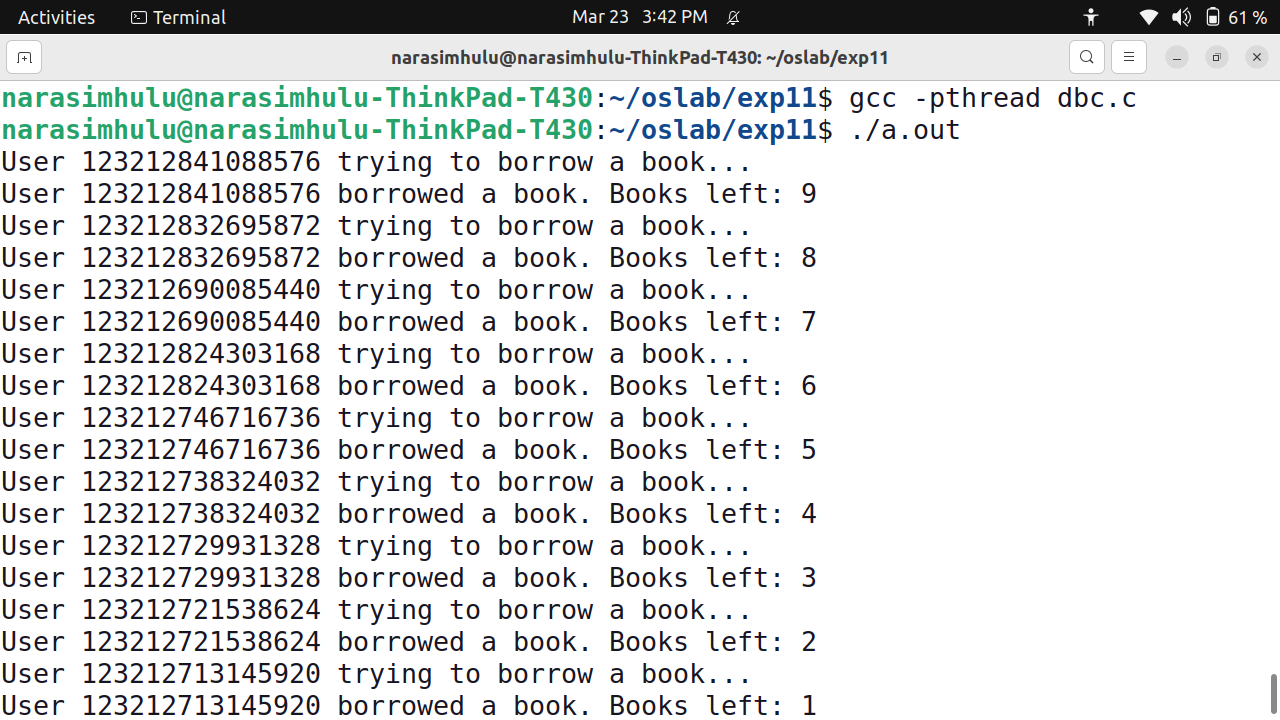 Activities Terminal Mar 23 3:42 PM 61 %
narasimhulu@narasimhulu-ThinkPad-T430: ~/oslab/exp11
narasimhulu@narasimhulu-ThinkPad-T430:~/oslab/exp11$ gcc -pthread dbc.c
narasimhulu@narasimhulu-ThinkPad-T430:~/oslab/exp11$ ./a.out
User 123212841088576 trying to borrow a book...
User 123212841088576 borrowed a book. Books left: 9
User 123212832695872 trying to borrow a book...
User 123212832695872 borrowed a book. Books left: 8
User 123212690085440 trying to borrow a book...
User 123212690085440 borrowed a book. Books left: 7
User 123212824303168 trying to borrow a book...
User 123212824303168 borrowed a book. Books left: 6
User 123212746716736 trying to borrow a book...
User 123212746716736 borrowed a book. Books left: 5
User 123212738324032 trying to borrow a book...
User 123212738324032 borrowed a book. Books left: 4
User 123212729931328 trying to borrow a book...
User 123212729931328 borrowed a book. Books left: 3
User 123212721538624 trying to borrow a book...
User 123212721538624 borrowed a book. Books left: 2
User 123212713145920 trying to borrow a book...
User 123212713145920 borrowed a book. Books left: 1